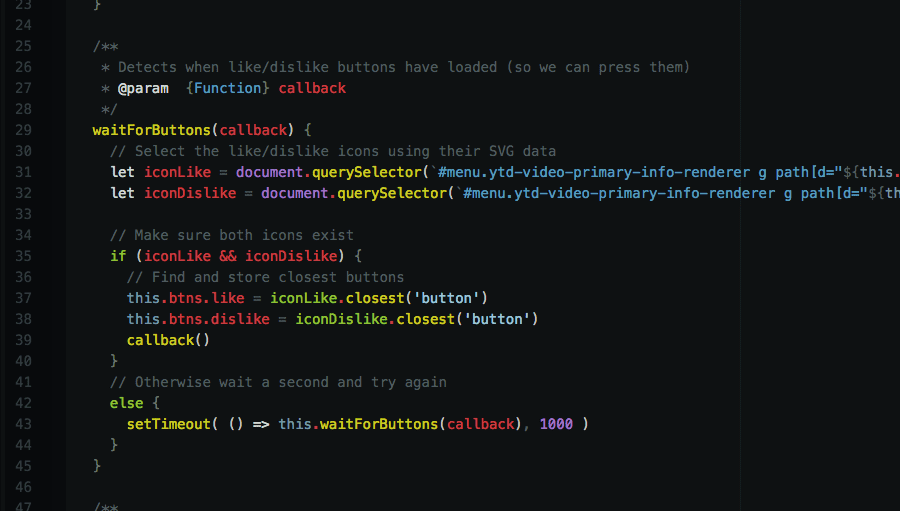 23 }
24
25 /**
26 * Detects when like/dislike buttons have loaded (so we can press them)
27 * @param {Function} callback
28 */
29 waitForButtons(callback) {
30 // Select the like/dislike icons using their SVG data
31 let iconLike = document.querySelector(`#menu.ytd-video-primary-info-renderer g path[d="${this.
32 let iconDislike = document.querySelector(`#menu.ytd-video-primary-info-renderer g path[d="${th
33
34 // Make sure both icons exist
35 if (iconLike && iconDislike) {
36 // Find and store closest buttons
37 this.btns.like = iconLike.closest('button')
38 this.btns.dislike = iconDislike.closest('button')
39 callback()
40 }
41 // Otherwise wait a second and try again
42 else {
43 setTimeout( () => this.waitForButtons(callback), 1000 )
44 }
45 }
46
47 /**